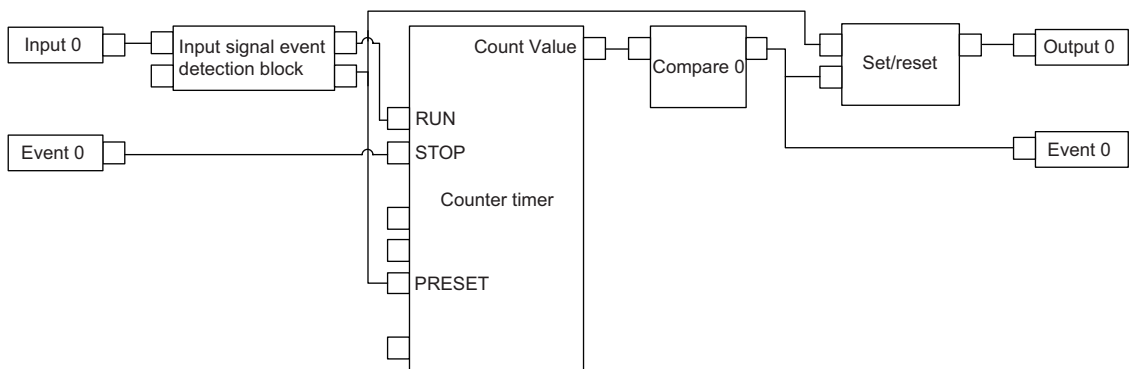 Input 0
Input signal event
detection block
Count Value
Compare 0
Set/reset
Output 0
RUN
Event 0
STOP
Event 0
Counter timer
PRESET